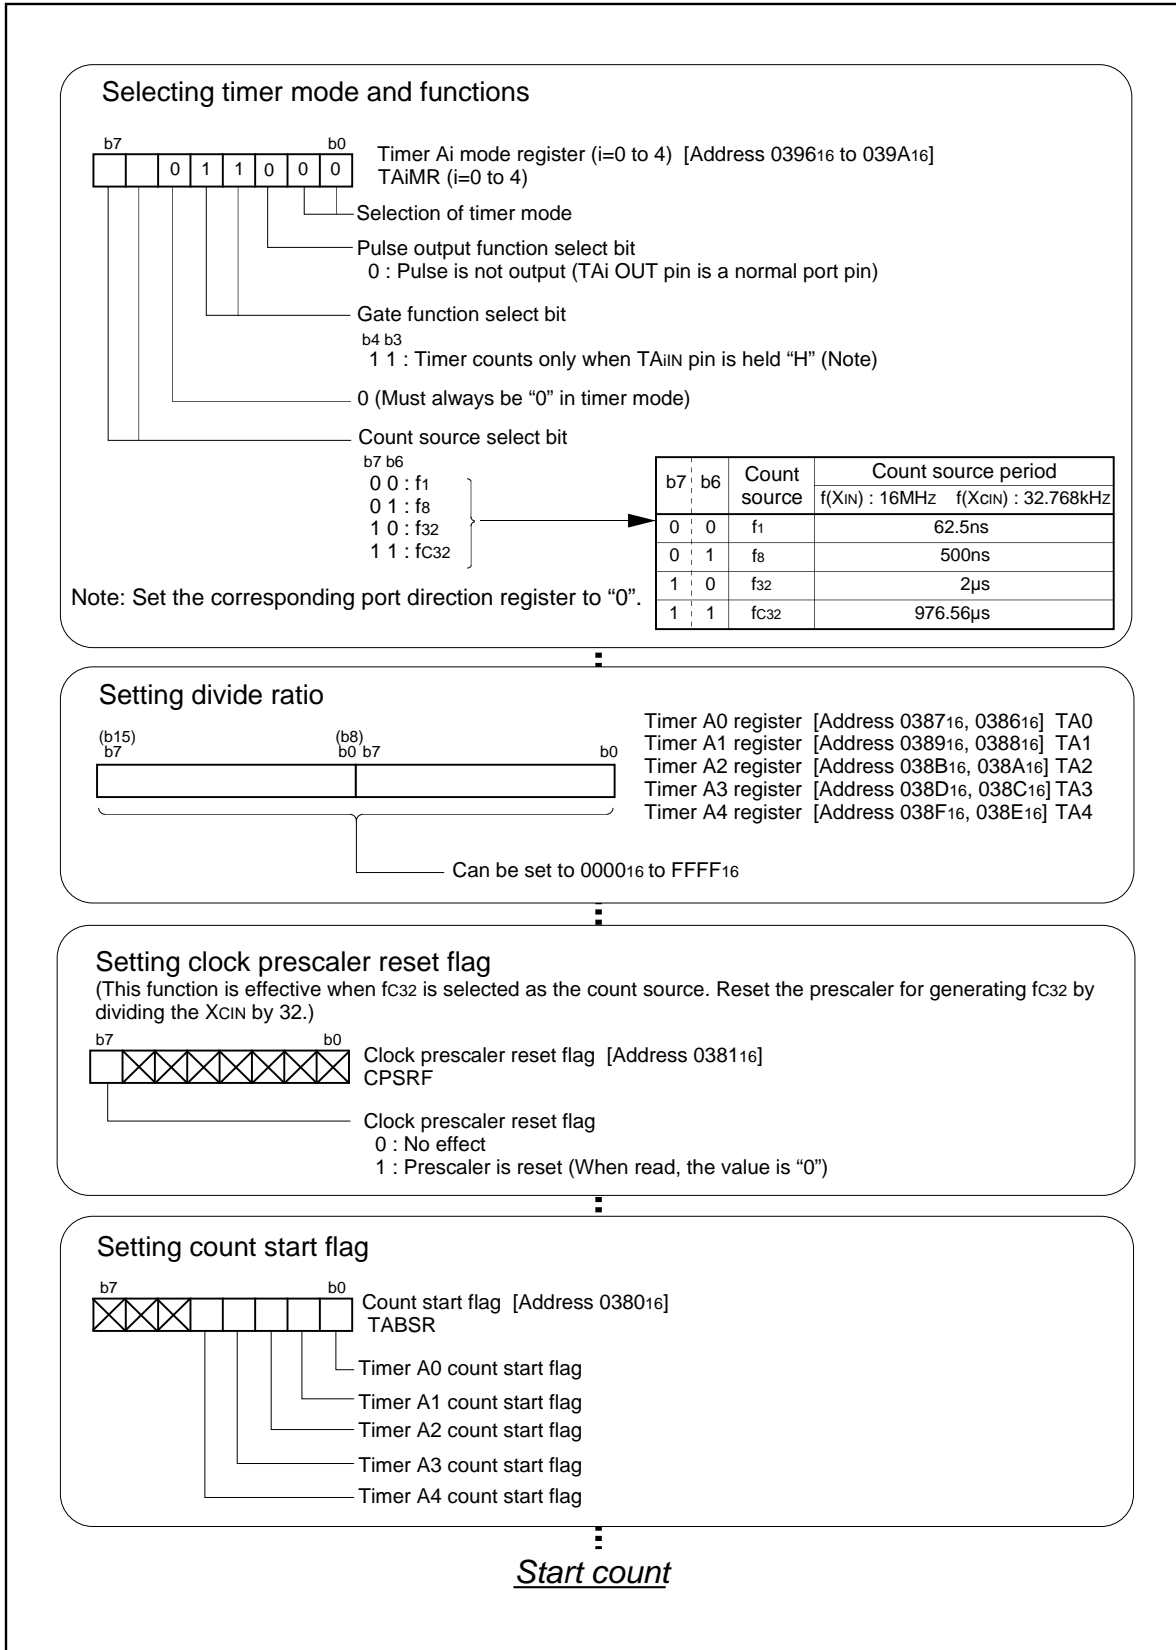 Selecting timer mode and functions
b7 b0
0 1 1 0 0 0
Timer Ai mode register (i=0 to 4) [Address 039616 to 039A16]
TAiMR (i=0 to 4)
Selection of timer mode
Pulse output function select bit
0 : Pulse is not output (TAi OUT pin is a normal port pin)
Gate function select bit
b4 b3
1 1 : Timer counts only when TAiIN pin is held “H” (Note)
0 (Must always be “0” in timer mode)
Count source select bit
b7 b6
0 0 : f1
0 1 : f8
1 0 : f32
1 1 : fC32
b7 b6 Count source Count source period
f(XIN) : 16MHz f(XCIN) : 32.768kHz
0 0 f1 62.5ns
0 1 f8 500ns
1 0 f32 2µs
1 1 fC32 976.56µs
Note: Set the corresponding port direction register to “0”.
Setting divide ratio
(b15) (b8)
b7 b0 b7 b0
Timer A0 register [Address 038716, 038616] TA0
Timer A1 register [Address 038916, 038816] TA1
Timer A2 register [Address 038B16, 038A16] TA2
Timer A3 register [Address 038D16, 038C16] TA3
Timer A4 register [Address 038F16, 038E16] TA4
Can be set to 000016 to FFFF16
Setting clock prescaler reset flag
(This function is effective when fC32 is selected as the count source. Reset the prescaler for generating fC32 by
dividing the XCIN by 32.)
b7 b0
Clock prescaler reset flag [Address 038116]
CPSRF
Clock prescaler reset flag
0 : No effect
1 : Prescaler is reset (When read, the value is “0”)
Setting count start flag
b7 b0
Count start flag [Address 038016]
TABSR
Timer A0 count start flag
Timer A1 count start flag
Timer A2 count start flag
Timer A3 count start flag
Timer A4 count start flag
Start count